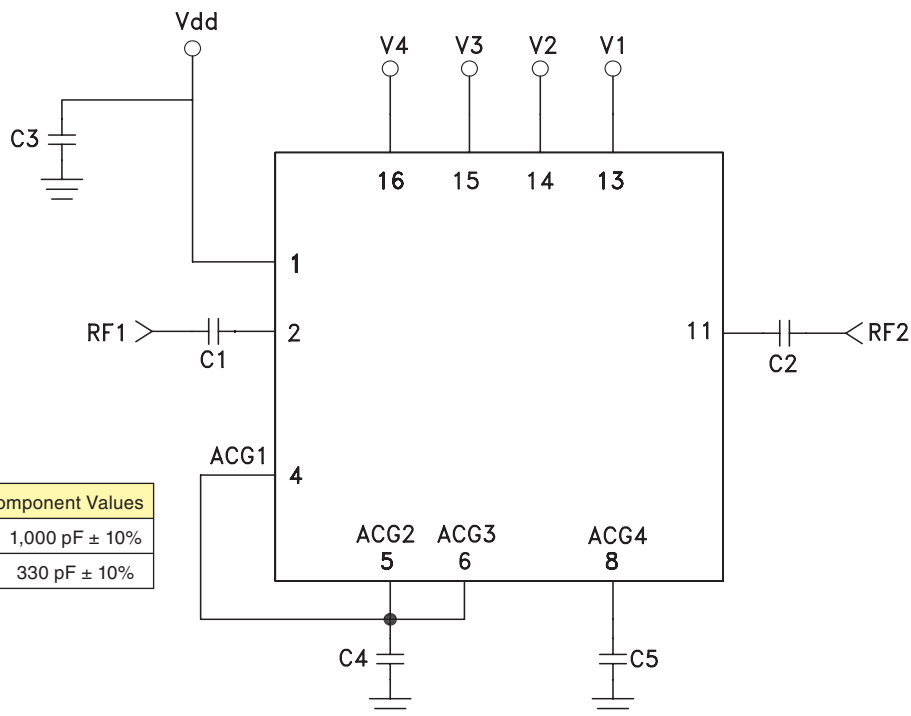 Vdd
V4 V3 V2 V1
C3
16 15 14 13
1
RF1 C1 2
11 C2 RF2
ACG1 4
omponent Values
1,000 pF ± 10%
330 pF ± 10%
ACG2 ACG3 ACG4
5 6 8
C4 C5